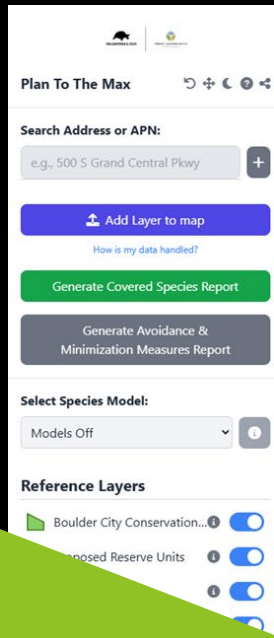 Plan To The Max
Search Address or APN:
e.g., 500 S Grand Central Pkwy
Add Layer to map
How is my data handled?
Generate Covered Species Report
Generate Avoidance &
Minimization Measures Report
Select Species Model:
Models Off
Reference Layers
Boulder City Conservation...
Reserve Units